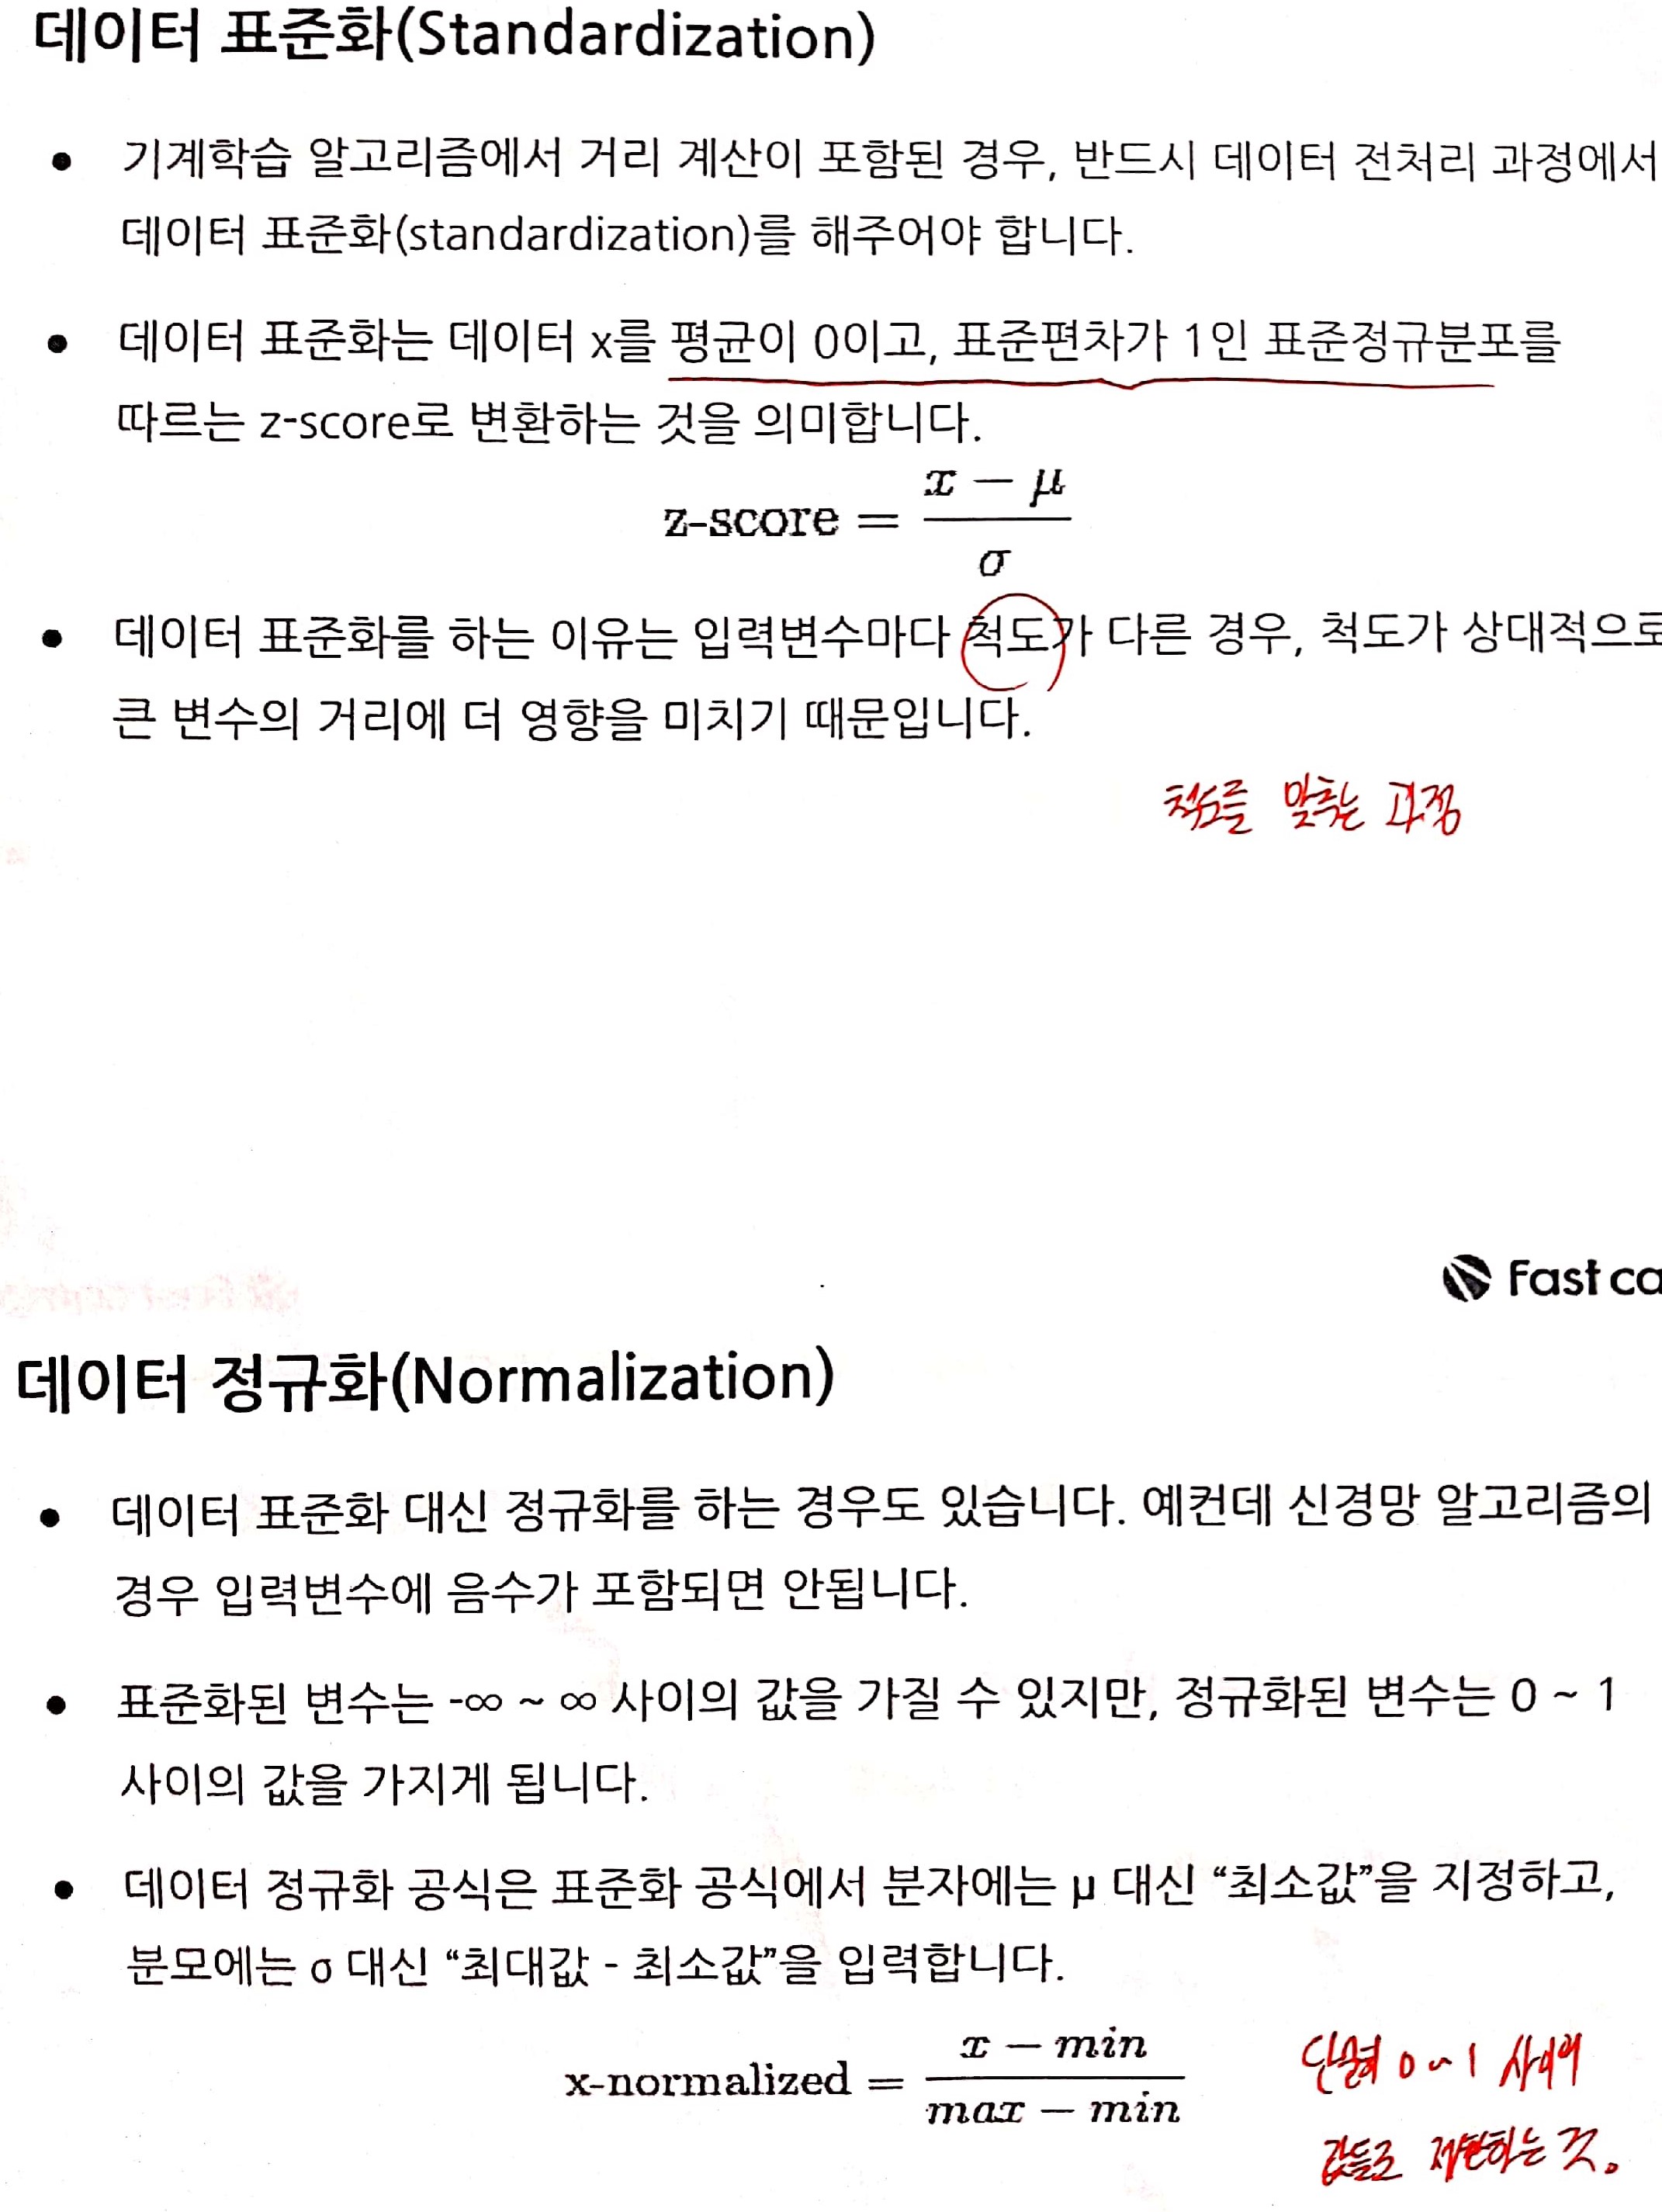 데이터 표준화(Standardization)
• 기계학습 알고리즘에서 거리 계산이 포함된 경우, 반드시 데이터 전처리 과정에서
데이터 표준화(standardization)를 해주어야 합니다.
• 데이터 표준화는 데이터 x를 평균이 0이고, 표준편차가 1인 표준정규분포를
따르는 z-score로 변환하는 것을 의미합니다.
z-score = (x − μ) / σ
• 데이터 표준화를 하는 이유는 입력변수마다 척도가 다른 경우, 척도가 상대적으로
큰 변수의 거리에 더 영향을 미치기 때문입니다.
척도를 맞추는 과정
Fast ca
데이터 정규화(Normalization)
• 데이터 표준화 대신 정규화를 하는 경우도 있습니다. 예컨데 신경망 알고리즘의
경우 입력변수에 음수가 포함되면 안됩니다.
• 표준화된 변수는 -∞ ~ ∞ 사이의 값을 가질 수 있지만, 정규화된 변수는 0 ~ 1
사이의 값을 가지게 됩니다.
• 데이터 정규화 공식은 표준화 공식에서 분자에는 μ 대신 “최소값”을 지정하고,
분모에는 σ 대신 “최대값 - 최소값”을 입력합니다.
x-normalized = (x − min) / (max − min)
단순히 0 ~ 1 사이의
값들로 제한하는 것.